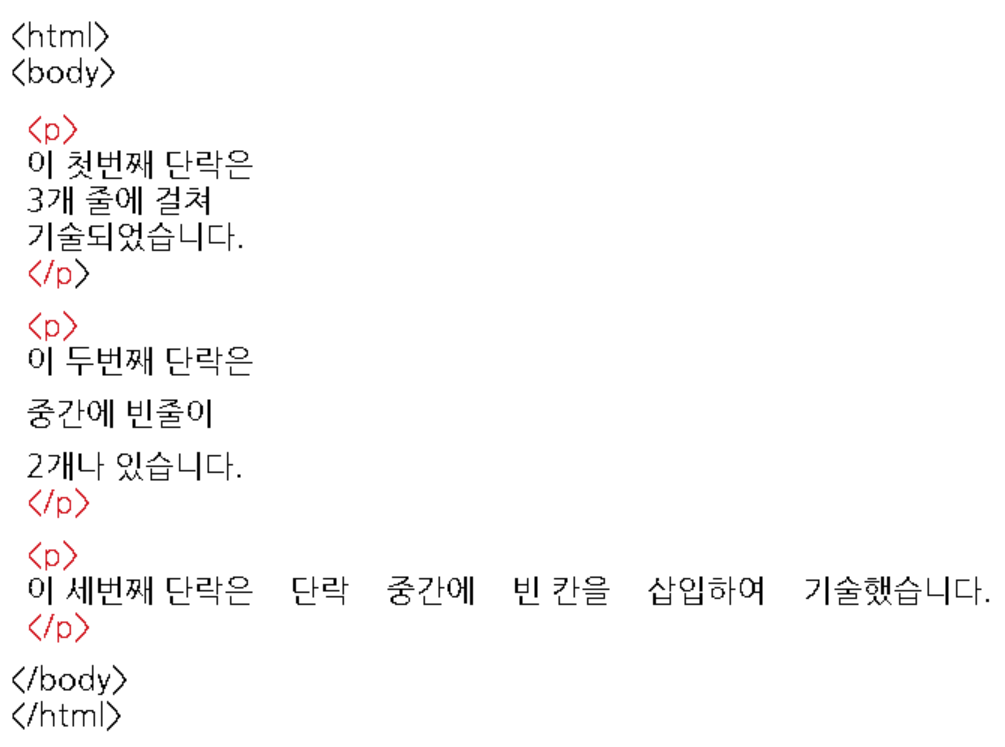 <html>
<body>
<p>
이 첫번째 단락은
3개 줄에 걸쳐
기술되었습니다.
</p>
<p>
이 두번째 단락은
중간에 빈줄이
2개나 있습니다.
</p>
<p>
이 세번째 단락은 단락 중간에 빈 칸을 삽입하여 기술했습니다.
</p>
</body>
</html>